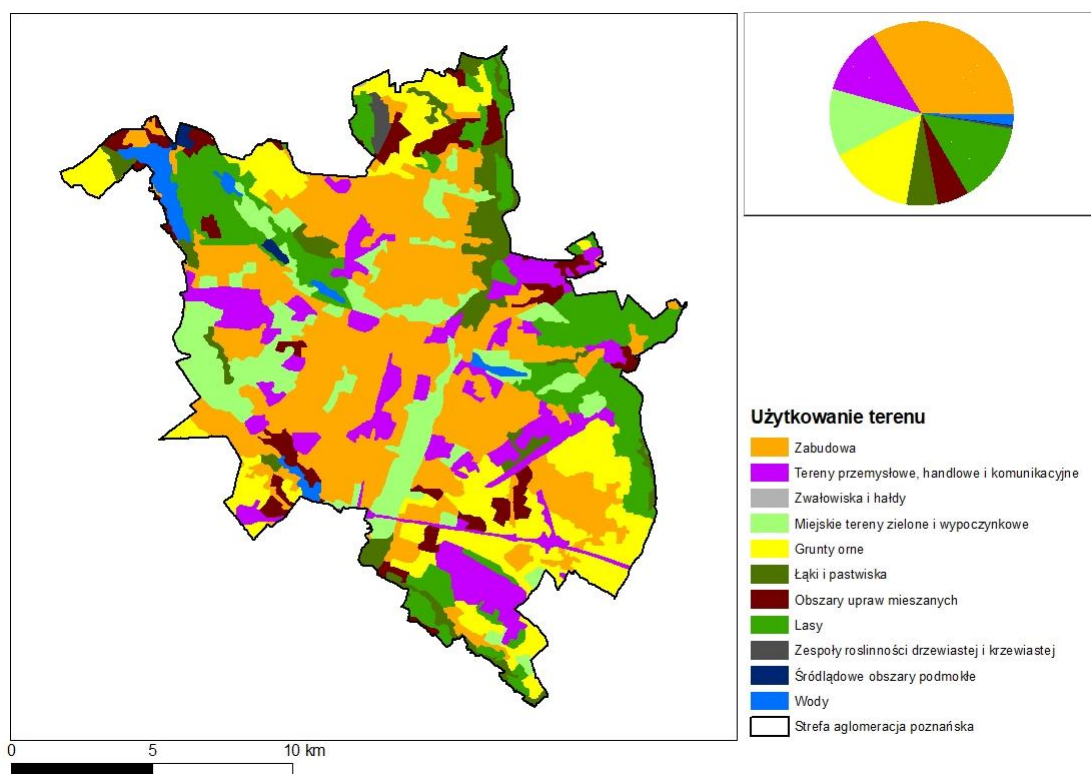 Użytkowanie terenu
Zabudowa
Tereny przemysłowe, handlowe i komunikacyjne
Zwałowiska i hałdy
Miejskie tereny zielone i wypoczynkowe
Grunty orne
Łąki i pastwiska
Obszary upraw mieszanych
Lasy
Zespoły roslinności drzewiastej i krzewiastej
Śródlądowe obszary podmokłe
Wody
Strefa aglomeracja poznańska
0 5 10 km